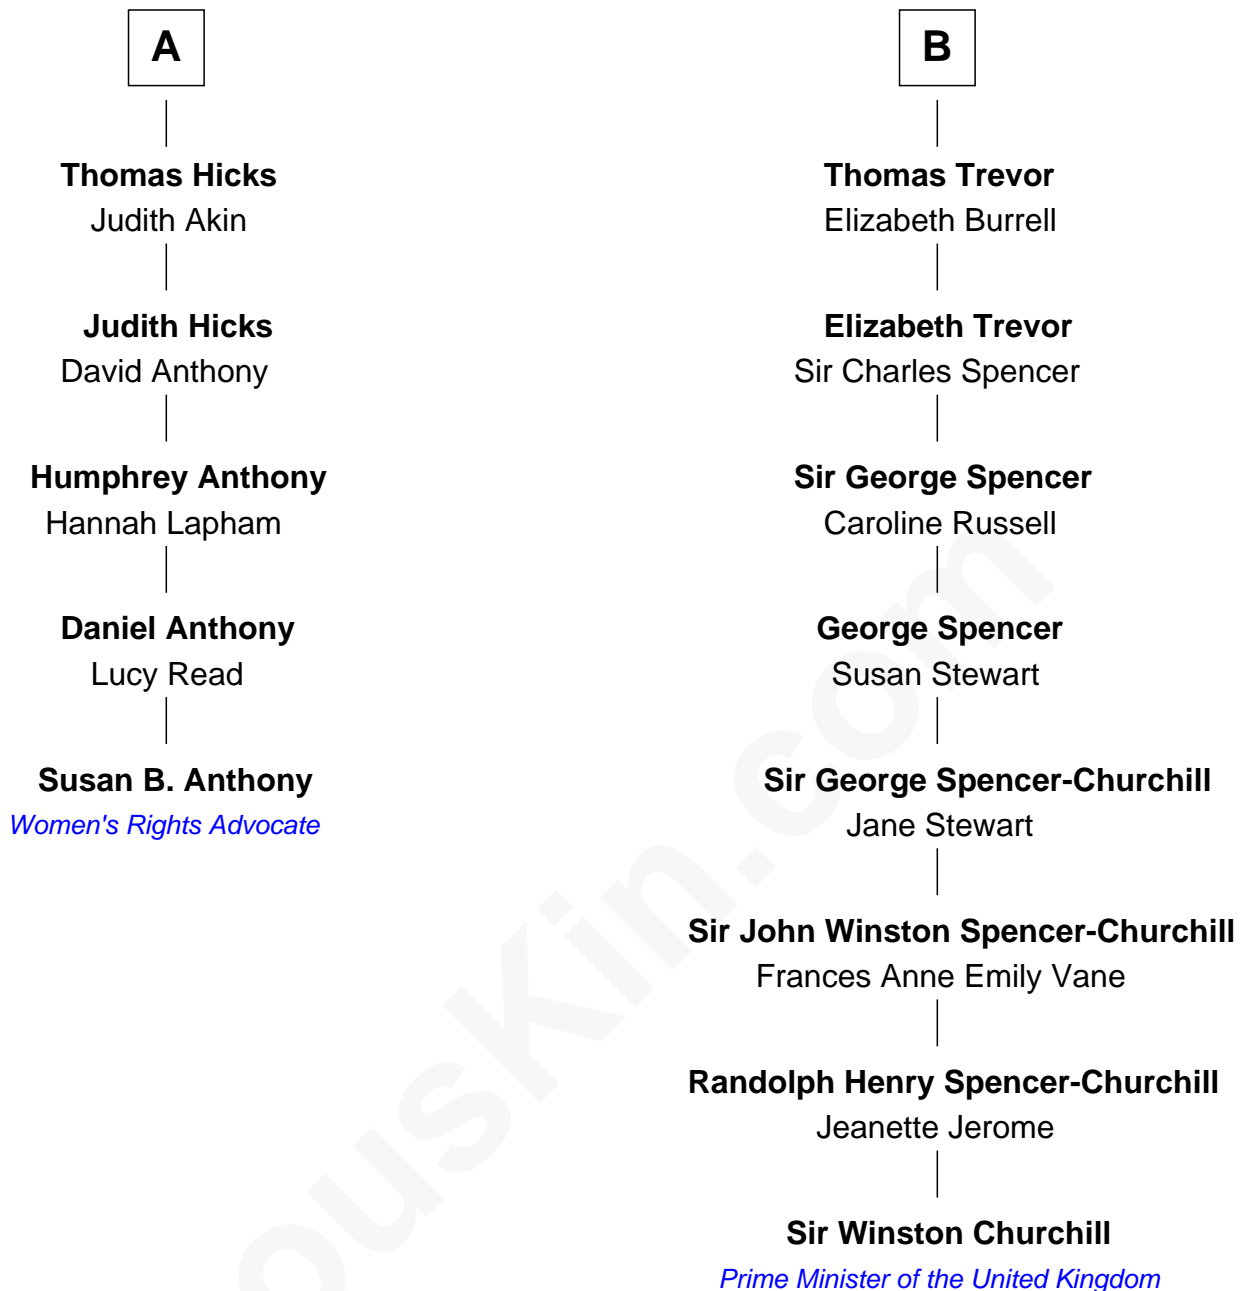 A
Thomas Hicks
Judith Akin
Judith Hicks
David Anthony
Humphrey Anthony
Hannah Lapham
Daniel Anthony
Lucy Read
Susan B. Anthony
Women's Rights Advocate
B
Thomas Trevor
Elizabeth Burrell
Elizabeth Trevor
Sir Charles Spencer
Sir George Spencer
Caroline Russell
George Spencer
Susan Stewart
Sir George Spencer-Churchill
Jane Stewart
Sir John Winston Spencer-Churchill
Frances Anne Emily Vane
Randolph Henry Spencer-Churchill
Jeanette Jerome
Sir Winston Churchill
Prime Minister of the United Kingdom
ousKin.com